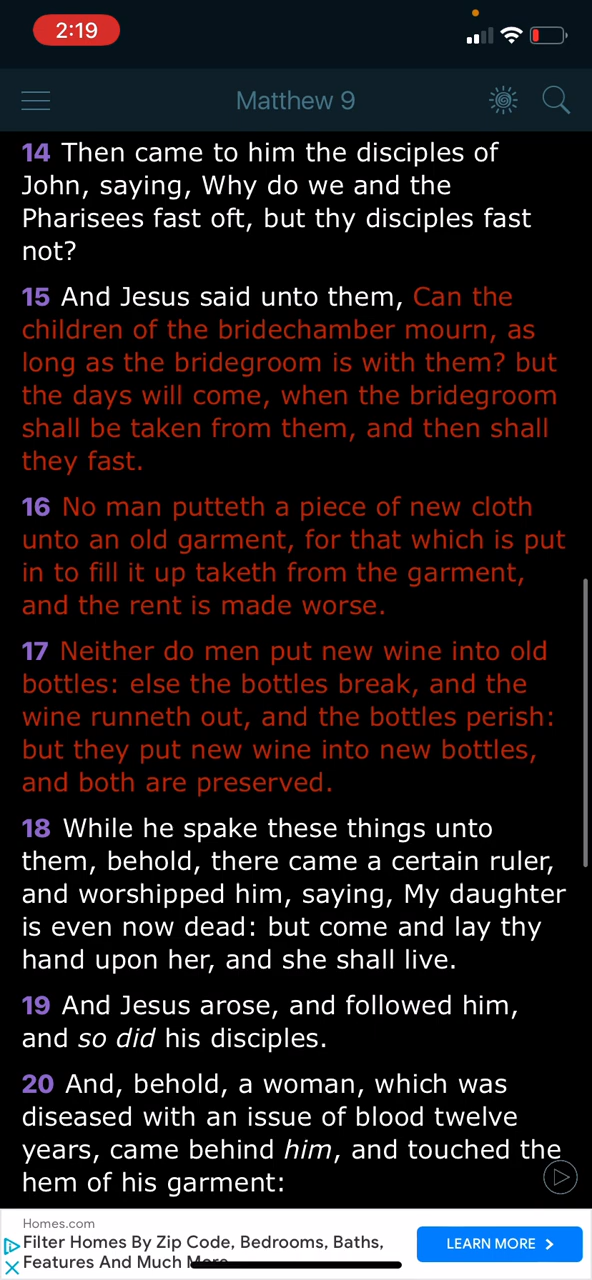 2:19
Matthew 9
14 Then came to him the disciples of
John, saying, Why do we and the
Pharisees fast oft, but thy disciples fast
not?
15 And Jesus said unto them, Can the
children of the bridechamber mourn, as
long as the bridegroom is with them? but
the days will come, when the bridegroom
shall be taken from them, and then shall
they fast.
16 No man putteth a piece of new cloth
unto an old garment, for that which is put
in to fill it up taketh from the garment,
and the rent is made worse.
17 Neither do men put new wine into old
bottles: else the bottles break, and the
wine runneth out, and the bottles perish:
but they put new wine into new bottles,
and both are preserved.
18 While he spake these things unto
them, behold, there came a certain ruler,
and worshipped him, saying, My daughter
is even now dead: but come and lay thy
hand upon her, and she shall live.
19 And Jesus arose, and followed him,
and so did his disciples.
20 And, behold, a woman, which was
diseased with an issue of blood twelve
years, came behind him, and touched the
hem of his garment:
Homes.com
Filter Homes By Zip Code, Bedrooms, Baths,
Features And Much More
LEARN MORE